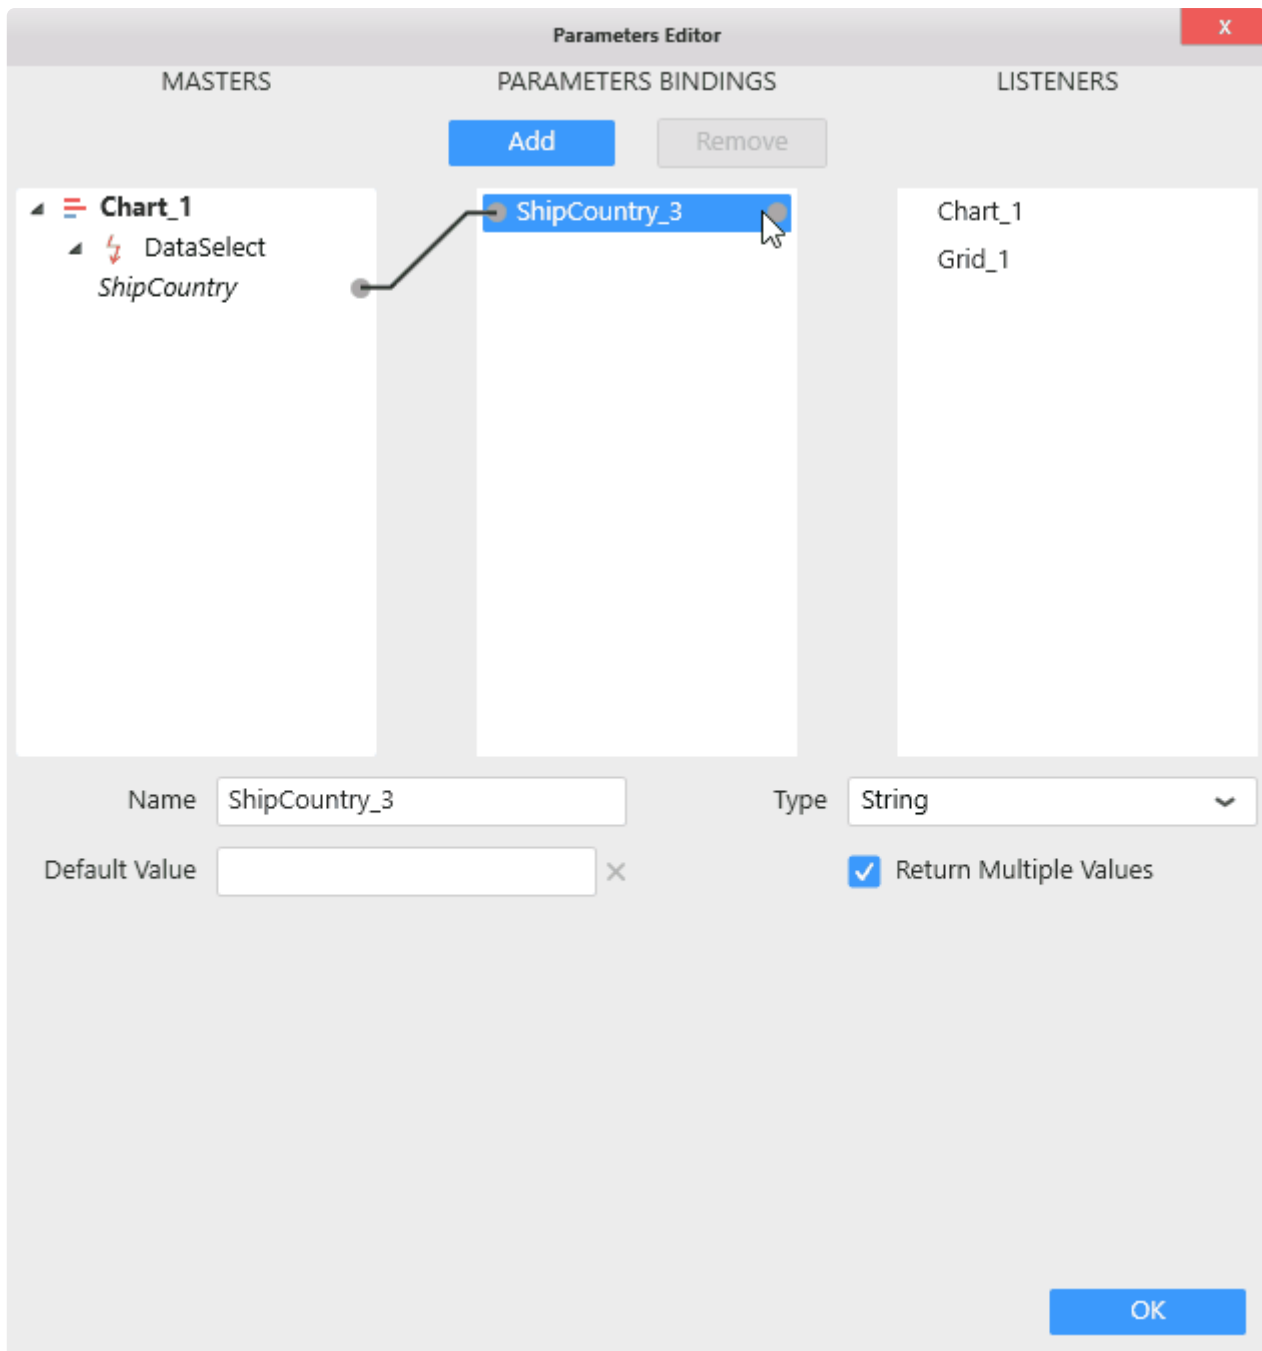 Parameters Editor
X
MASTERS
PARAMETERS BINDINGS
LISTENERS
Add
Remove
Chart_1
DataSelect
ShipCountry
ShipCountry_3
Chart_1
Grid_1
Name
ShipCountry_3
Type
String
Default Value
Return Multiple Values
OK